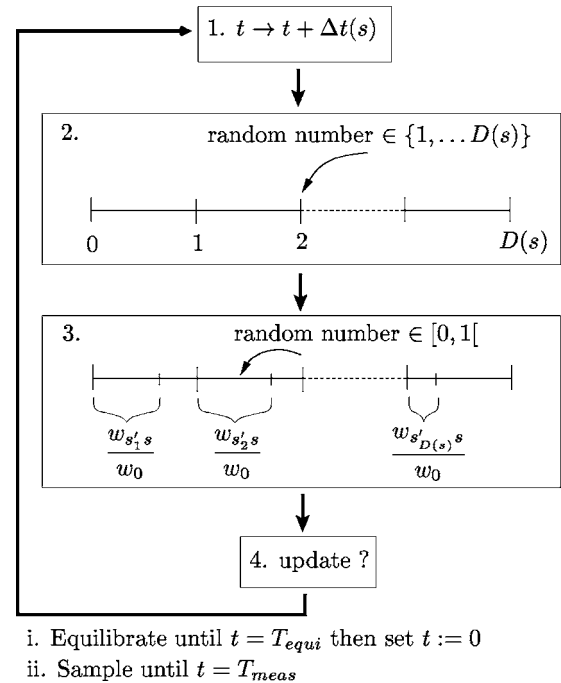 1. t → t + Δt(s)
2.
random number ∈ {1, … D(s)}
0 1 2 D(s)
3.
random number ∈ [0, 1[
w_{s'_1 s}/w_0 w_{s'_2 s}/w_0 w_{s'_{D(s)} s}/w_0
4. update ?
i. Equilibrate until t = T_{equi} then set t := 0
ii. Sample until t = T_{meas}